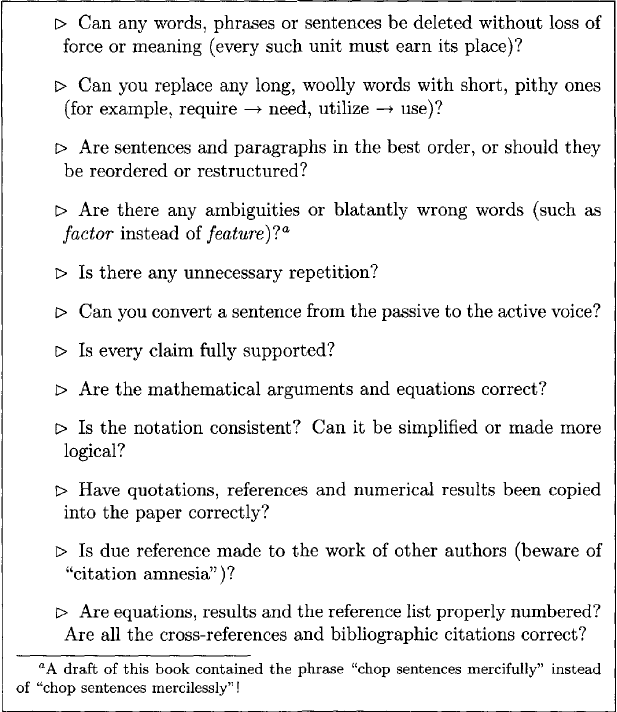 ▷ Can any words, phrases or sentences be deleted without loss of
force or meaning (every such unit must earn its place)?
▷ Can you replace any long, woolly words with short, pithy ones
(for example, require → need, utilize → use)?
▷ Are sentences and paragraphs in the best order, or should they
be reordered or restructured?
▷ Are there any ambiguities or blatantly wrong words (such as
factor instead of feature)?ᵃ
▷ Is there any unnecessary repetition?
▷ Can you convert a sentence from the passive to the active voice?
▷ Is every claim fully supported?
▷ Are the mathematical arguments and equations correct?
▷ Is the notation consistent? Can it be simplified or made more
logical?
▷ Have quotations, references and numerical results been copied
into the paper correctly?
▷ Is due reference made to the work of other authors (beware of
“citation amnesia”)?
▷ Are equations, results and the reference list properly numbered?
Are all the cross-references and bibliographic citations correct?
ᵃA draft of this book contained the phrase “chop sentences mercifully” instead
of “chop sentences mercilessly”!